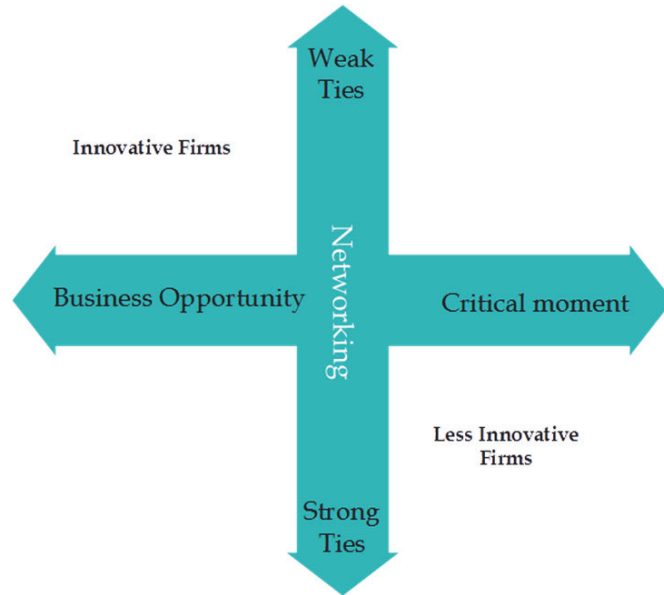 Weak
Ties
Innovative Firms
Networking
Business Opportunity
Critical moment
Less Innovative
Firms
Strong
Ties